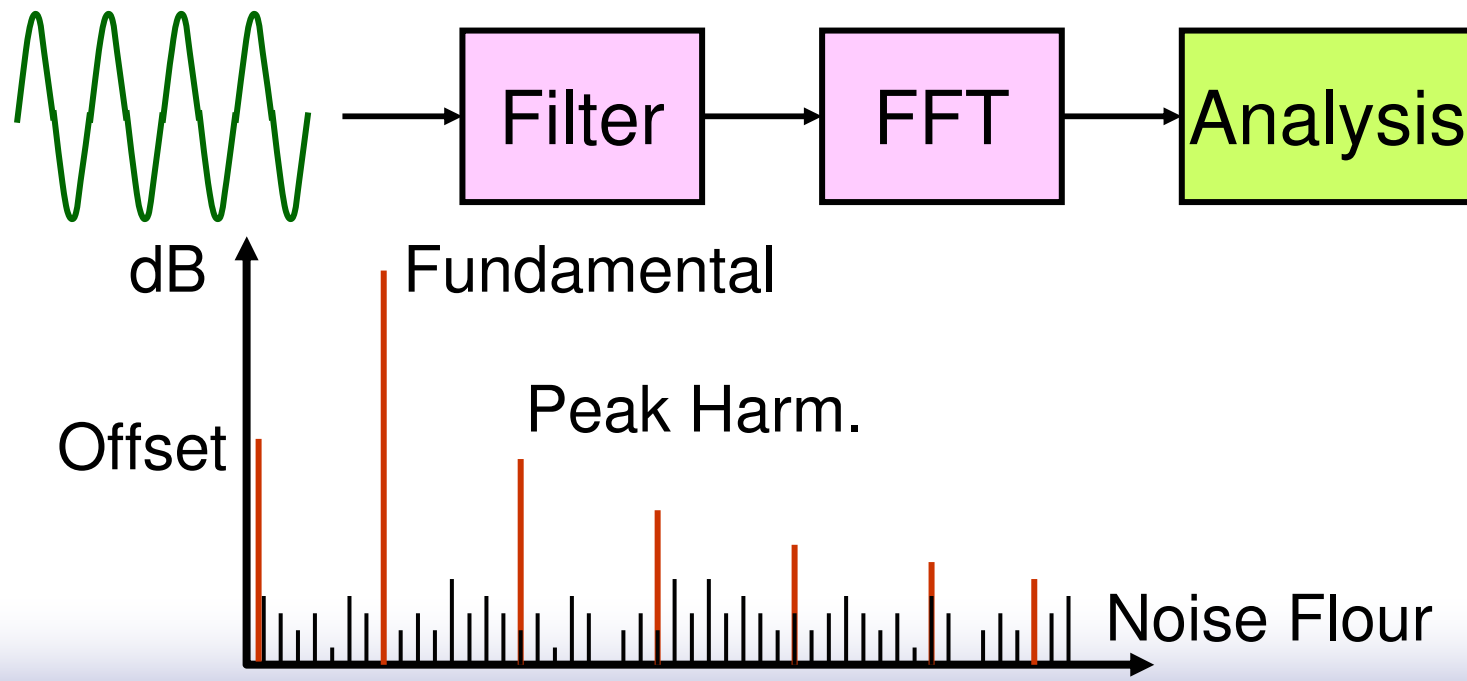 Filter
FFT
Analysis
dB
Fundamental
Peak Harm.
Offset
Noise Flour